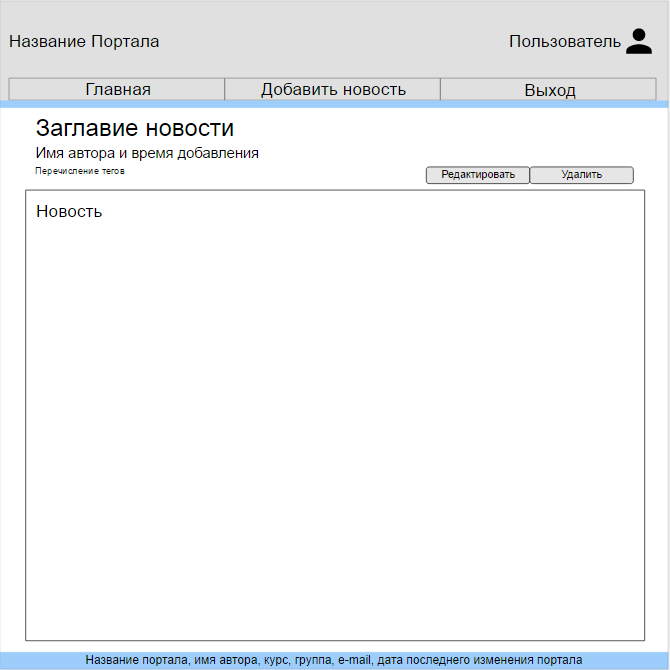 Название Портала
Пользователь
Главная
Добавить новость
Выход
Заглавие новости
Имя автора и время добавления
Перечисление тегов
Редактировать
Удалить
Новость
Название портала, имя автора, курс, группа, e-mail, дата последнего изменения портала